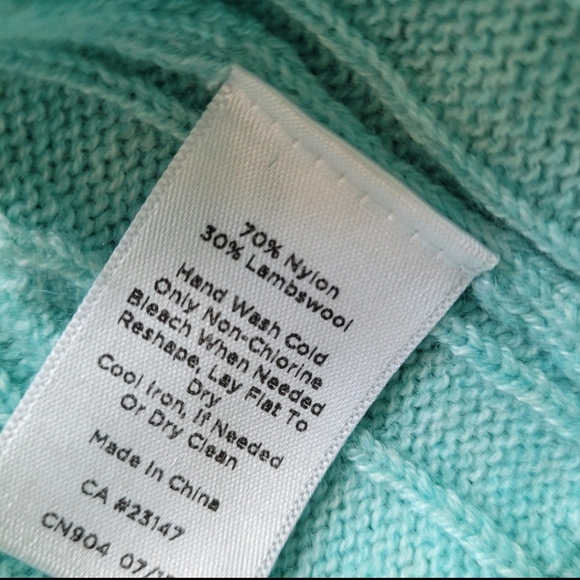 70% Nylon
30% Lambswool
Hand Wash Cold
Only Non-Chlorine
Bleach When Needed
Reshape, Lay Flat To
Dry
Cool Iron, If Needed
Or Dry Clean
Made In China
CA #23147
CN904